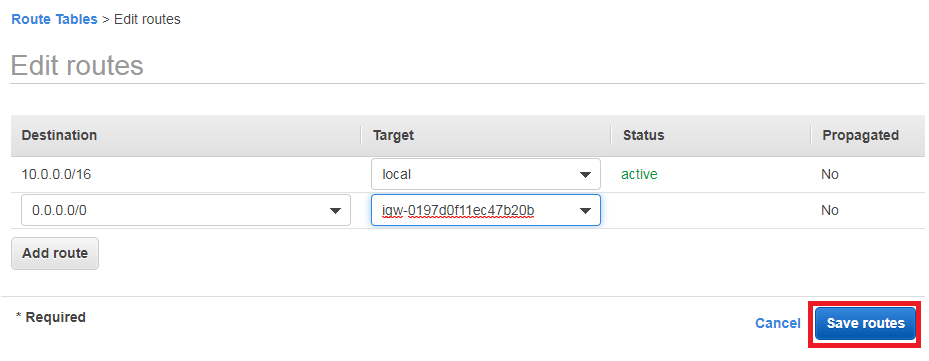 Route Tables > Edit routes
Edit routes
Destination Target Status Propagated
10.0.0.0/16 local active No
0.0.0.0/0 igw-0197d0f11ec47b20b No
Add route
* Required
Cancel Save routes